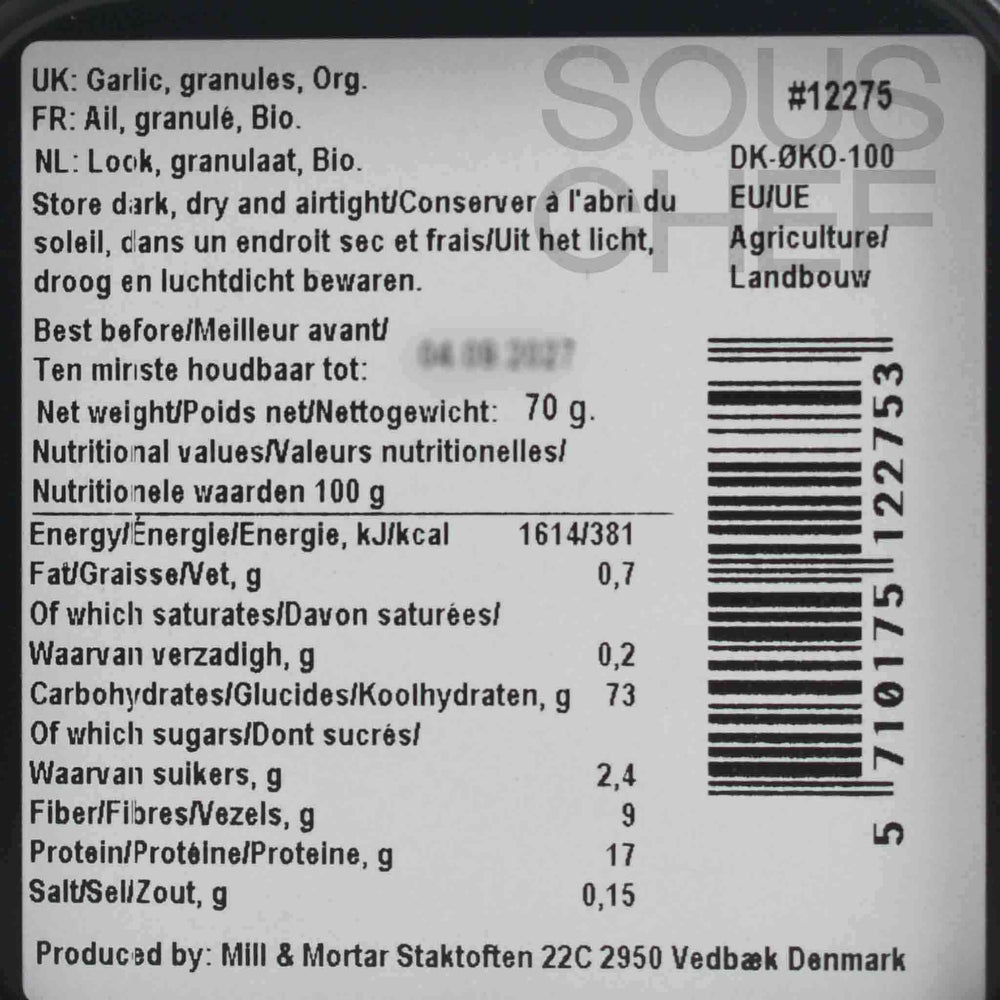 SOUS
CHEF
UK: Garlic, granules, Org.
FR: Ail, granulé, Bio.
NL: Look, granulaat, Bio.
Store dark, dry and airtight/Conserver à l'abri du
soleil, dans un endroit sec et frais/Uit het licht,
droog en luchtdicht bewaren.
Best before/Meilleur avant/
Ten minste houdbaar tot:
04 09 2027
Net weight/Poids net/Nettogewicht: 70 g.
Nutritional values/Valeurs nutritionelles/
Nutritionele waarden 100 g
Energy/Énergie/Energie, kJ/kcal 1614/381
Fat/Graisse/Vet, g 0,7
Of which saturates/Davon saturées/
Waarvan verzadigh, g 0,2
Carbohydrates/Glucides/Koolhydraten, g 73
Of which sugars/Dont sucrés/
Waarvan suikers, g 2,4
Fiber/Fibres/Vezels, g 9
Protein/Protéine/Proteine, g 17
Salt/Sel/Zout, g 0,15
Produced by: Mill & Mortar Staktoften 22C 2950 Vedbæk Denmark
#12275
DK-ØKO-100
EU/UE
Agriculture/
Landbouw
5 710175 122753